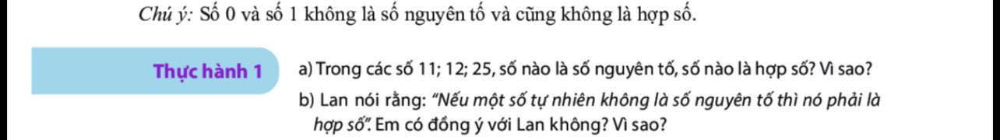 Chú ý: Số 0 và số 1 không là số nguyên tố và cũng không là hợp số.
Thực hành 1
a) Trong các số 11; 12; 25, số nào là số nguyên tố, số nào là hợp số? Vì sao?
b) Lan nói rằng: “Nếu một số tự nhiên không là số nguyên tố thì nó phải là
hợp số”. Em có đồng ý với Lan không? Vì sao?